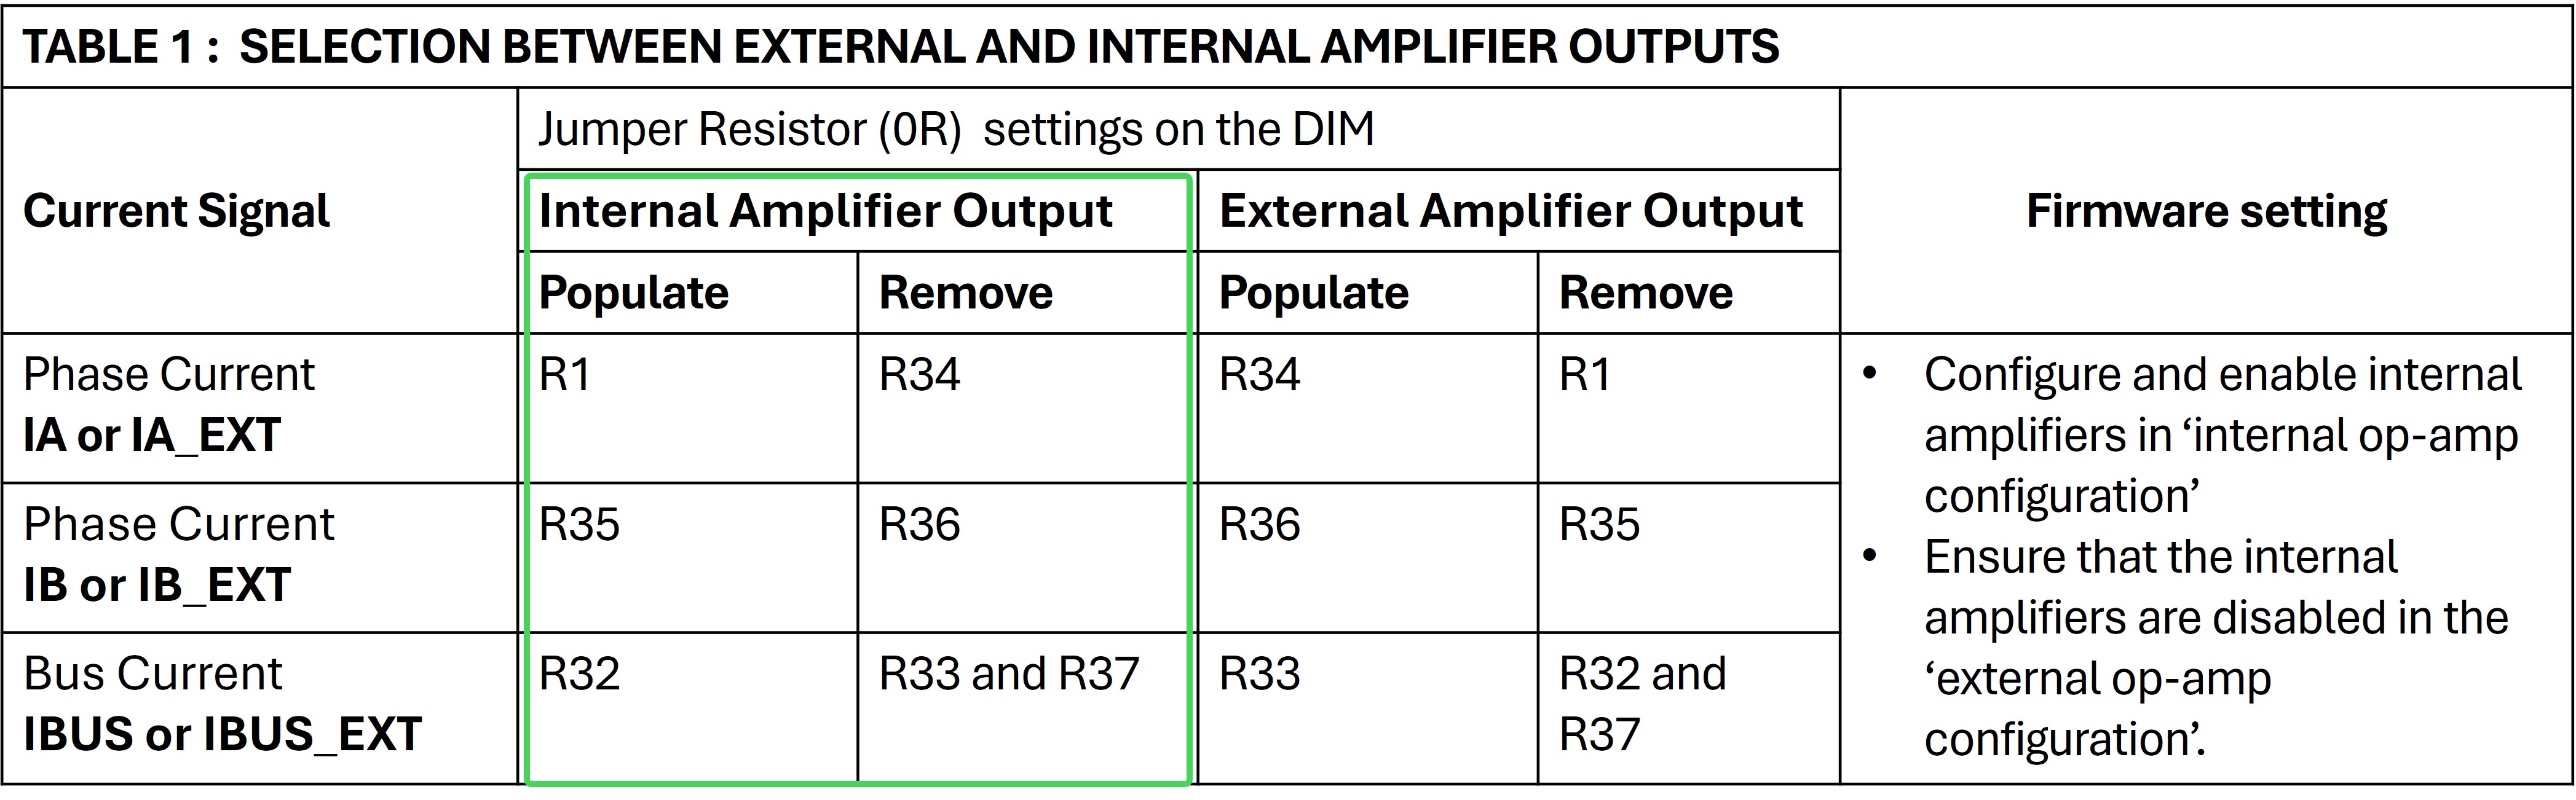 TABLE 1 : SELECTION BETWEEN EXTERNAL AND INTERNAL AMPLIFIER OUTPUTS
Current Signal
Jumper Resistor (0R) settings on the DIM
Firmware setting
Internal Amplifier Output
External Amplifier Output
Populate
Remove
Populate
Remove
Phase Current
IA or IA_EXT
R1
R34
R34
R1
Phase Current
IB or IB_EXT
R35
R36
R36
R35
Bus Current
IBUS or IBUS_EXT
R32
R33 and R37
R33
R32 and
R37
• Configure and enable internal
amplifiers in ‘internal op-amp
configuration’
• Ensure that the internal
amplifiers are disabled in the
‘external op-amp
configuration’.